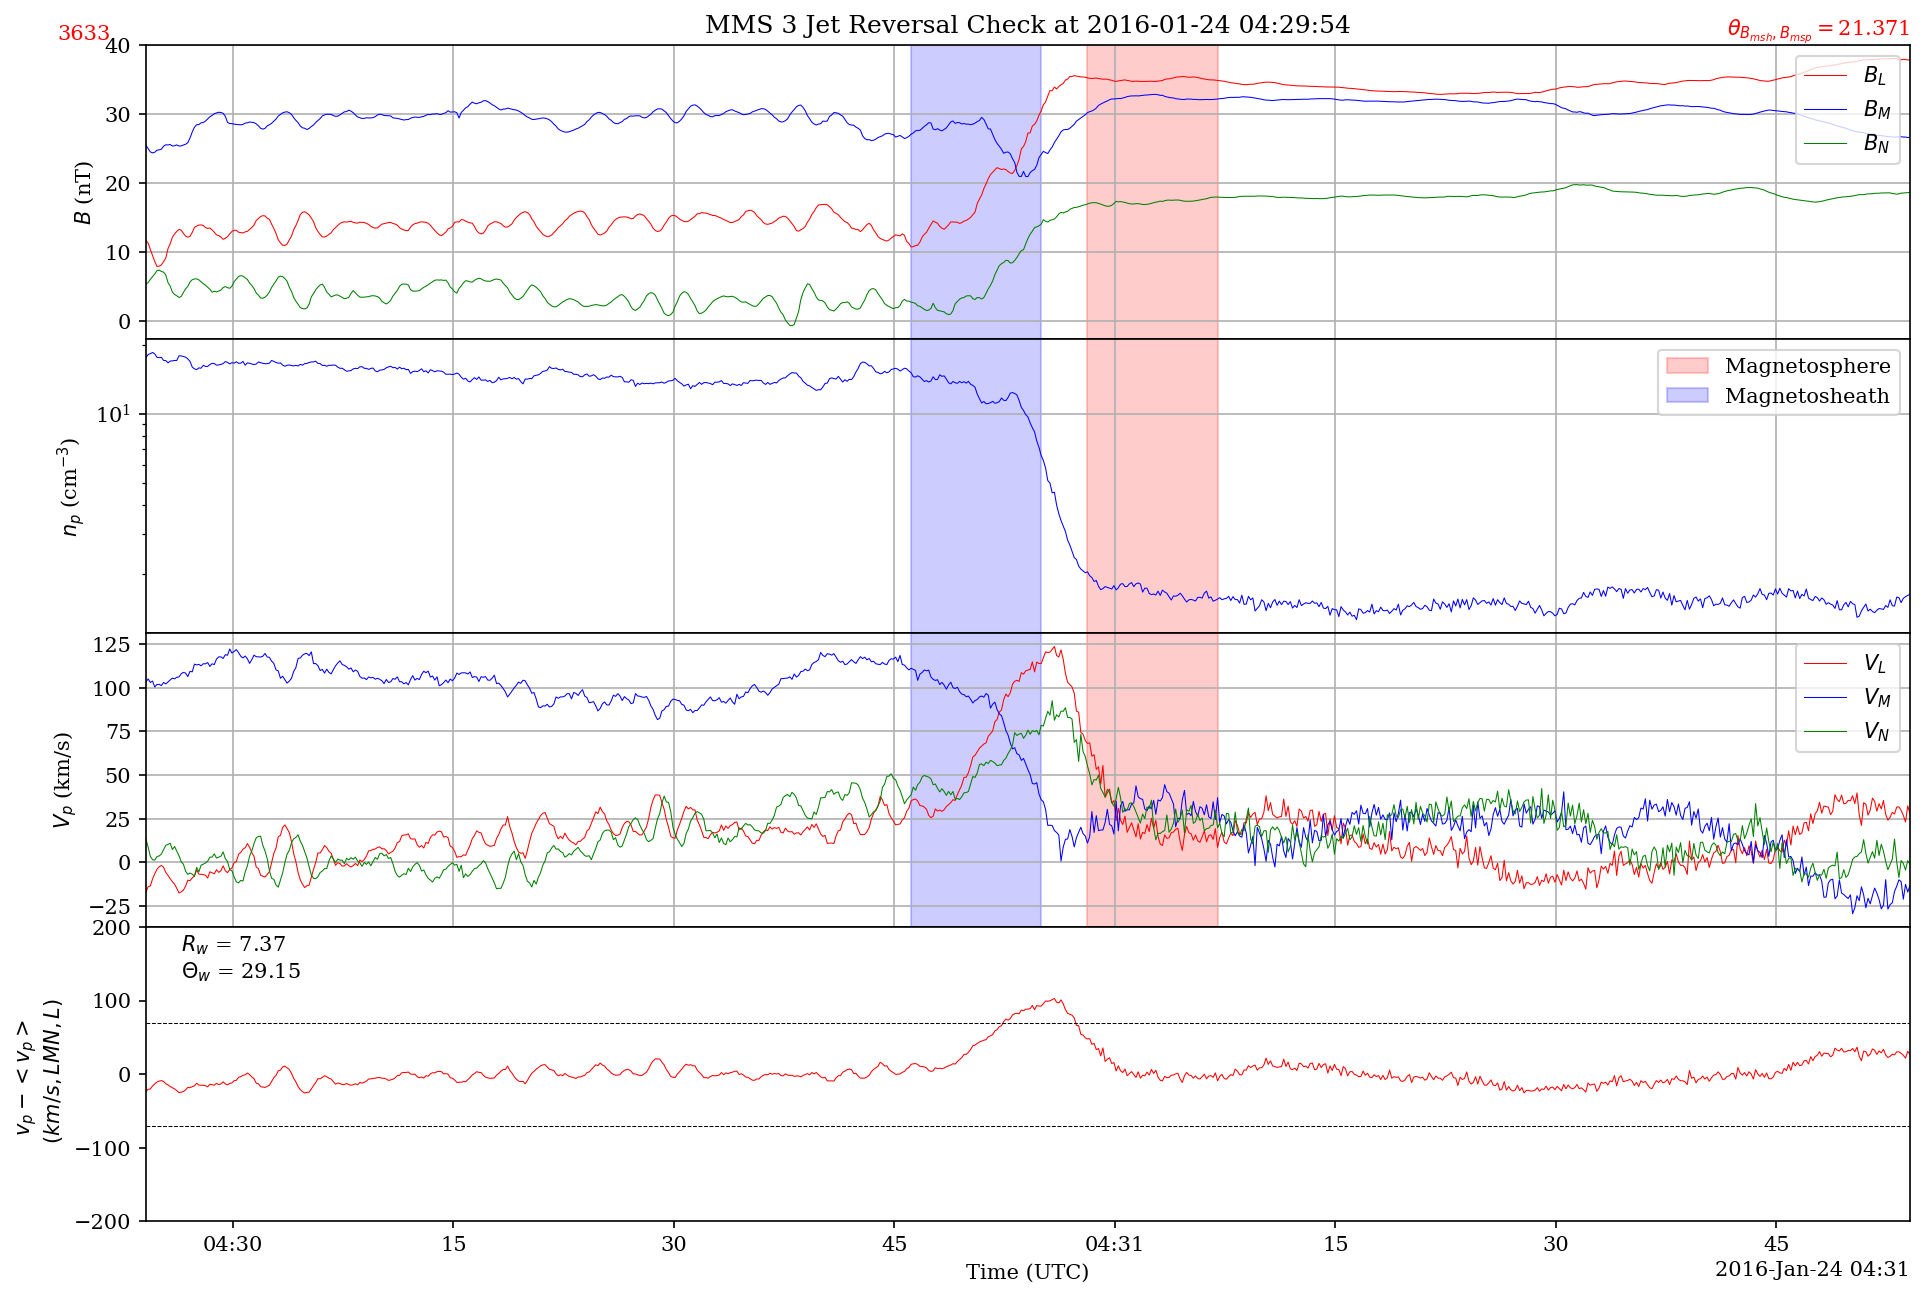 MMS 3 Jet Reversal Check at 2016-01-24 04:29:54
3633
θ_{B_{msh}, B_{msp}} = 21.371
40
30
20
10
0
B (nT)
B_L
B_M
B_N
10^1
n_p (cm^{-3})
Magnetosphere
Magnetosheath
125
100
75
50
25
0
−25
V_p (km/s)
V_L
V_M
V_N
200
100
0
−100
−200
v_p − < v_p >
(km/s, LMN, L)
R_w = 7.37
Θ_w = 29.15
04:30 15 30 45 04:31 15 30 45
Time (UTC)
2016-Jan-24 04:31